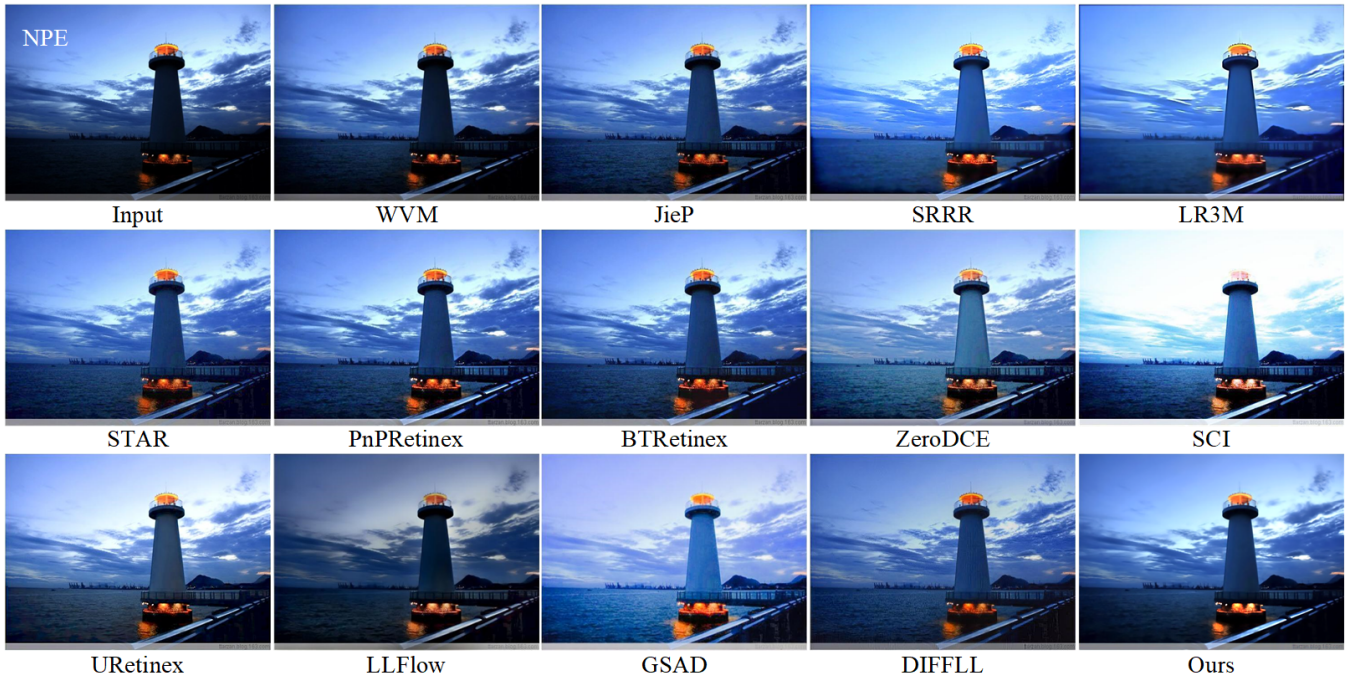 NPE
Input WVM JieP SRRR LR3M
STAR PnPRetinex BTRetinex ZeroDCE SCI
URetinex LLFlow GSAD DIFFLL Ours